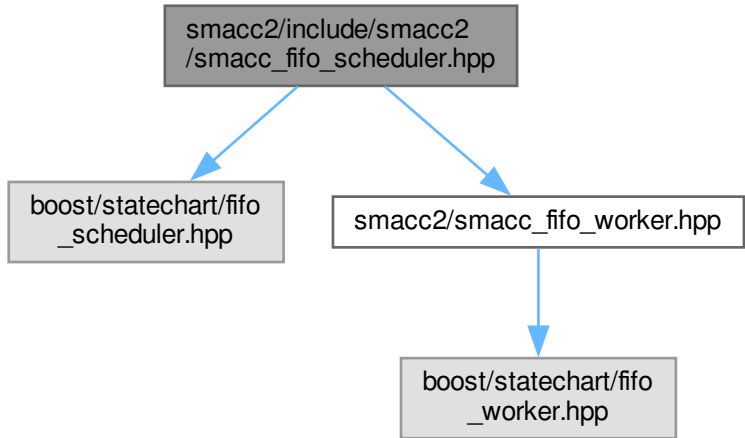 smacc2/include/smacc2
/smacc_fifo_scheduler.hpp
boost/statechart/fifo
_scheduler.hpp
smacc2/smacc_fifo_worker.hpp
boost/statechart/fifo
_worker.hpp